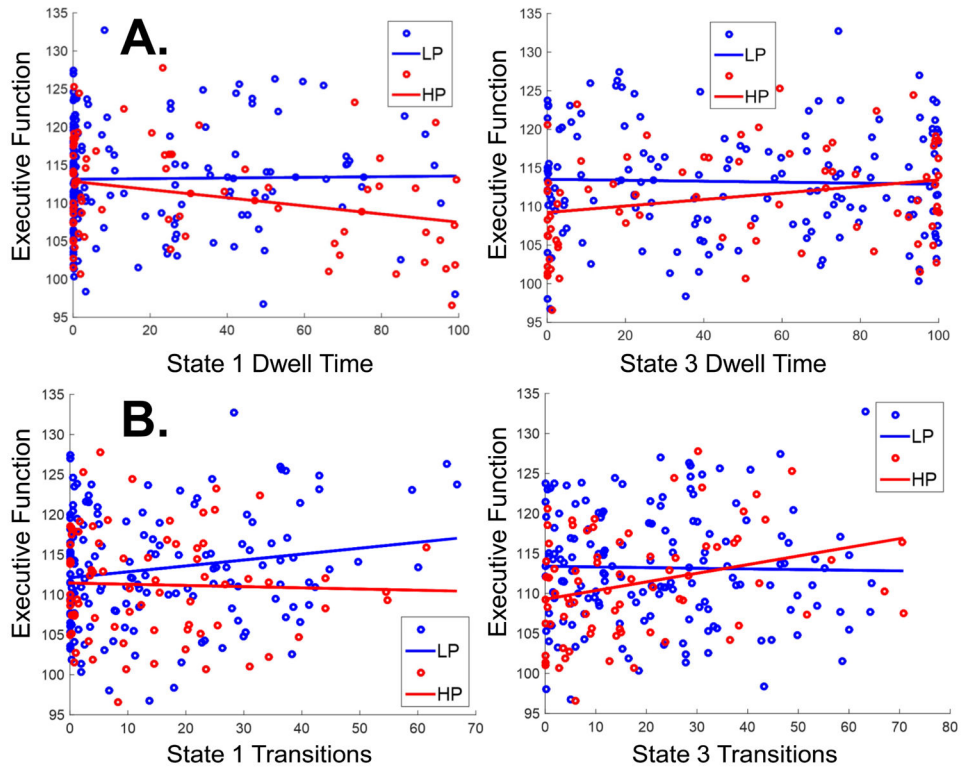 A.
Executive Function
135
130
125
120
115
110
105
100
95
0 20 40 60 80 100
State 1 Dwell Time
LP
HP
Executive Function
135
130
125
120
115
110
105
100
95
0 20 40 60 80 100
State 3 Dwell Time
LP
HP
B.
Executive Function
135
130
125
120
115
110
105
100
95
0 10 20 30 40 50 60 70
State 1 Transitions
LP
HP
Executive Function
135
130
125
120
115
110
105
100
95
0 10 20 30 40 50 60 70 80
State 3 Transitions
LP
HP